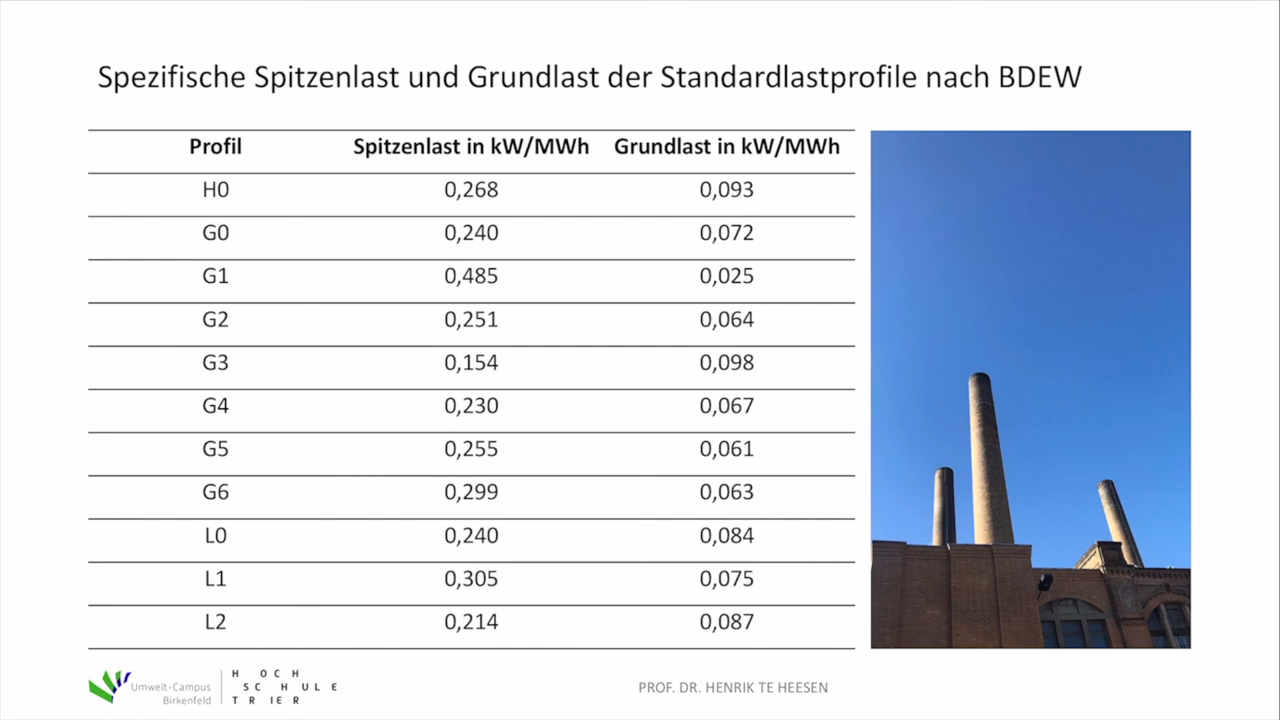 Spezifische Spitzenlast und Grundlast der Standardlastprofile nach BDEW
Profil Spitzenlast in kW/MWh Grundlast in kW/MWh
H0 0,268 0,093
G0 0,240 0,072
G1 0,485 0,025
G2 0,251 0,064
G3 0,154 0,098
G4 0,230 0,067
G5 0,255 0,061
G6 0,299 0,063
L0 0,240 0,084
L1 0,305 0,075
L2 0,214 0,087
Umwelt-Campus
Birkenfeld
HOCH
SCHULE
TRIER
PROF. DR. HENRIK TE HEESEN